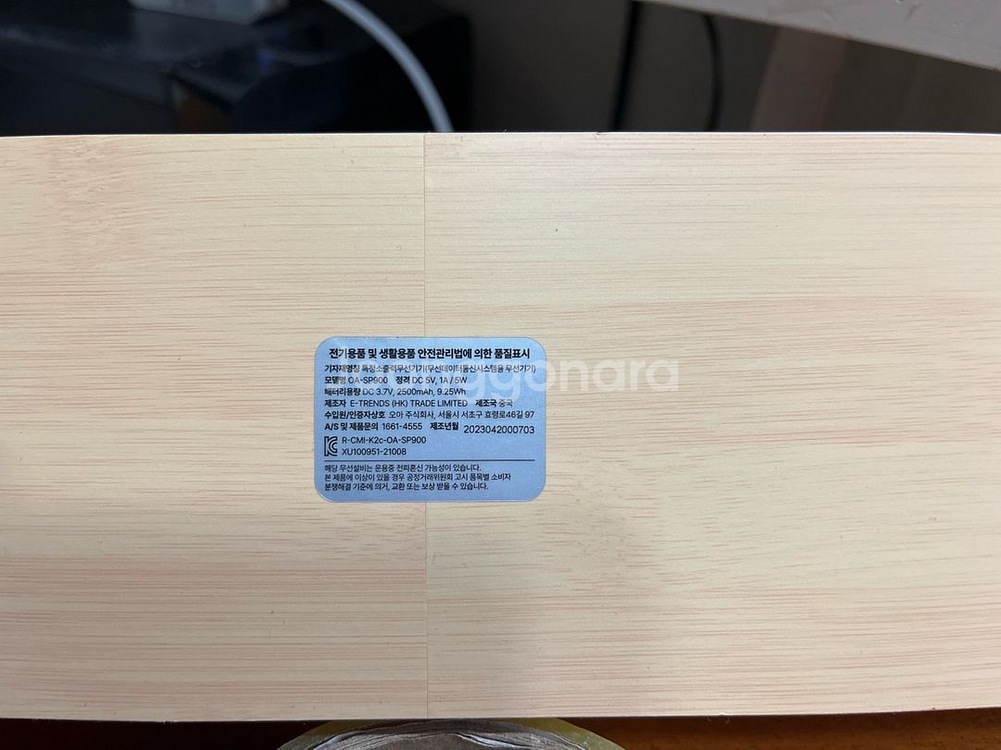 전기용품 및 생활용품 안전관리법에 의한 품질표시
기자재명칭 특정소출력무선기기(무선데이터통신시스템용 무선기기)
모델명 OA-SP900 정격 DC 5V, 1A / 5W
배터리용량 DC 3.7V, 2500mAh, 9.25Wh
제조자 E-TRENDS (HK) TRADE LIMITED 제조국 중국
수입원/인증자상호 오아 주식회사, 서울시 서초구 효령로46길 97
A/S 및 제품문의 1661-4555 제조년월 2023042000703
R-CMI-K2c-OA-SP900
XU100951-21008
해당 무선설비는 운용중 전파혼신 가능성이 있습니다.
본 제품에 이상이 있을 경우 공정거래위원회 고시 품목별 소비자
분쟁해결 기준에 의거, 교환 또는 보상 받을 수 있습니다.